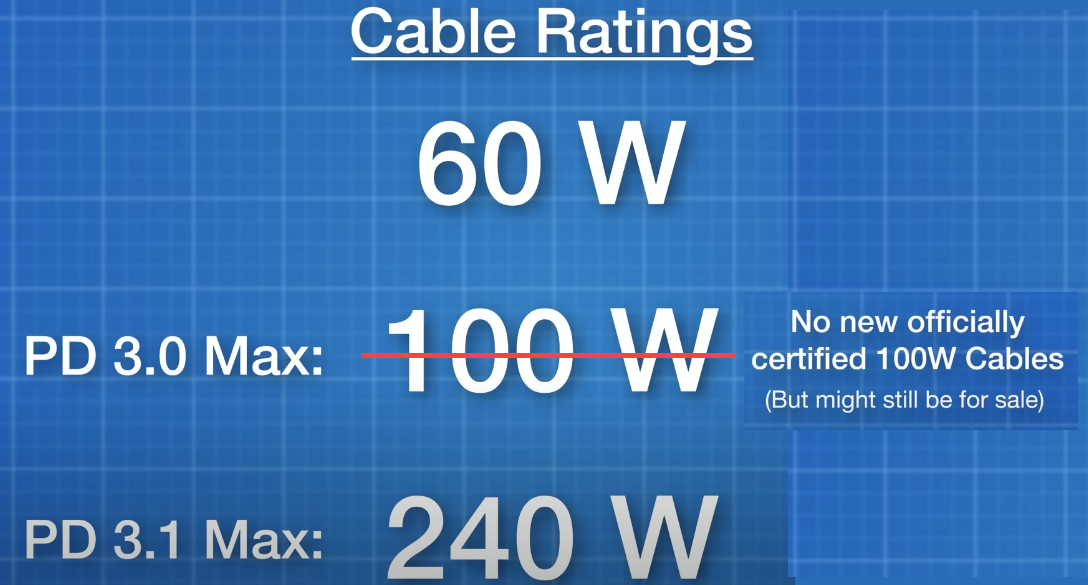 Cable Ratings
60 W
PD 3.0 Max: 100 W
No new officially
certified 100W Cables
(But might still be for sale)
PD 3.1 Max: 240 W